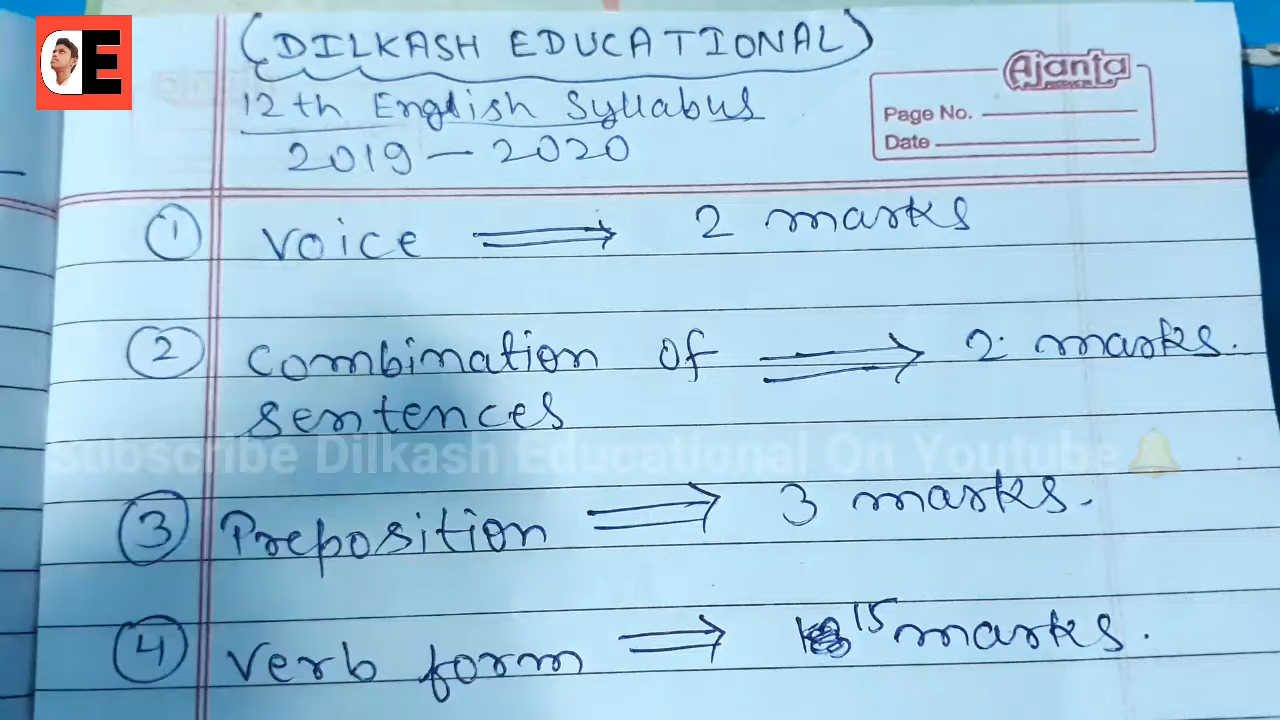 E
(DILKASH EDUCATIONAL)
12th English Syllabus
2019 - 2020
Ajanta
Page No.
Date
① Voice ⟹ 2 marks
② Combination of ⟹ 2 marks.
sentences
Subscribe Dilkash Educational On Youtube
③ Preposition ⟹ 3 marks.
④ Verb form ⟹ 15 marks.